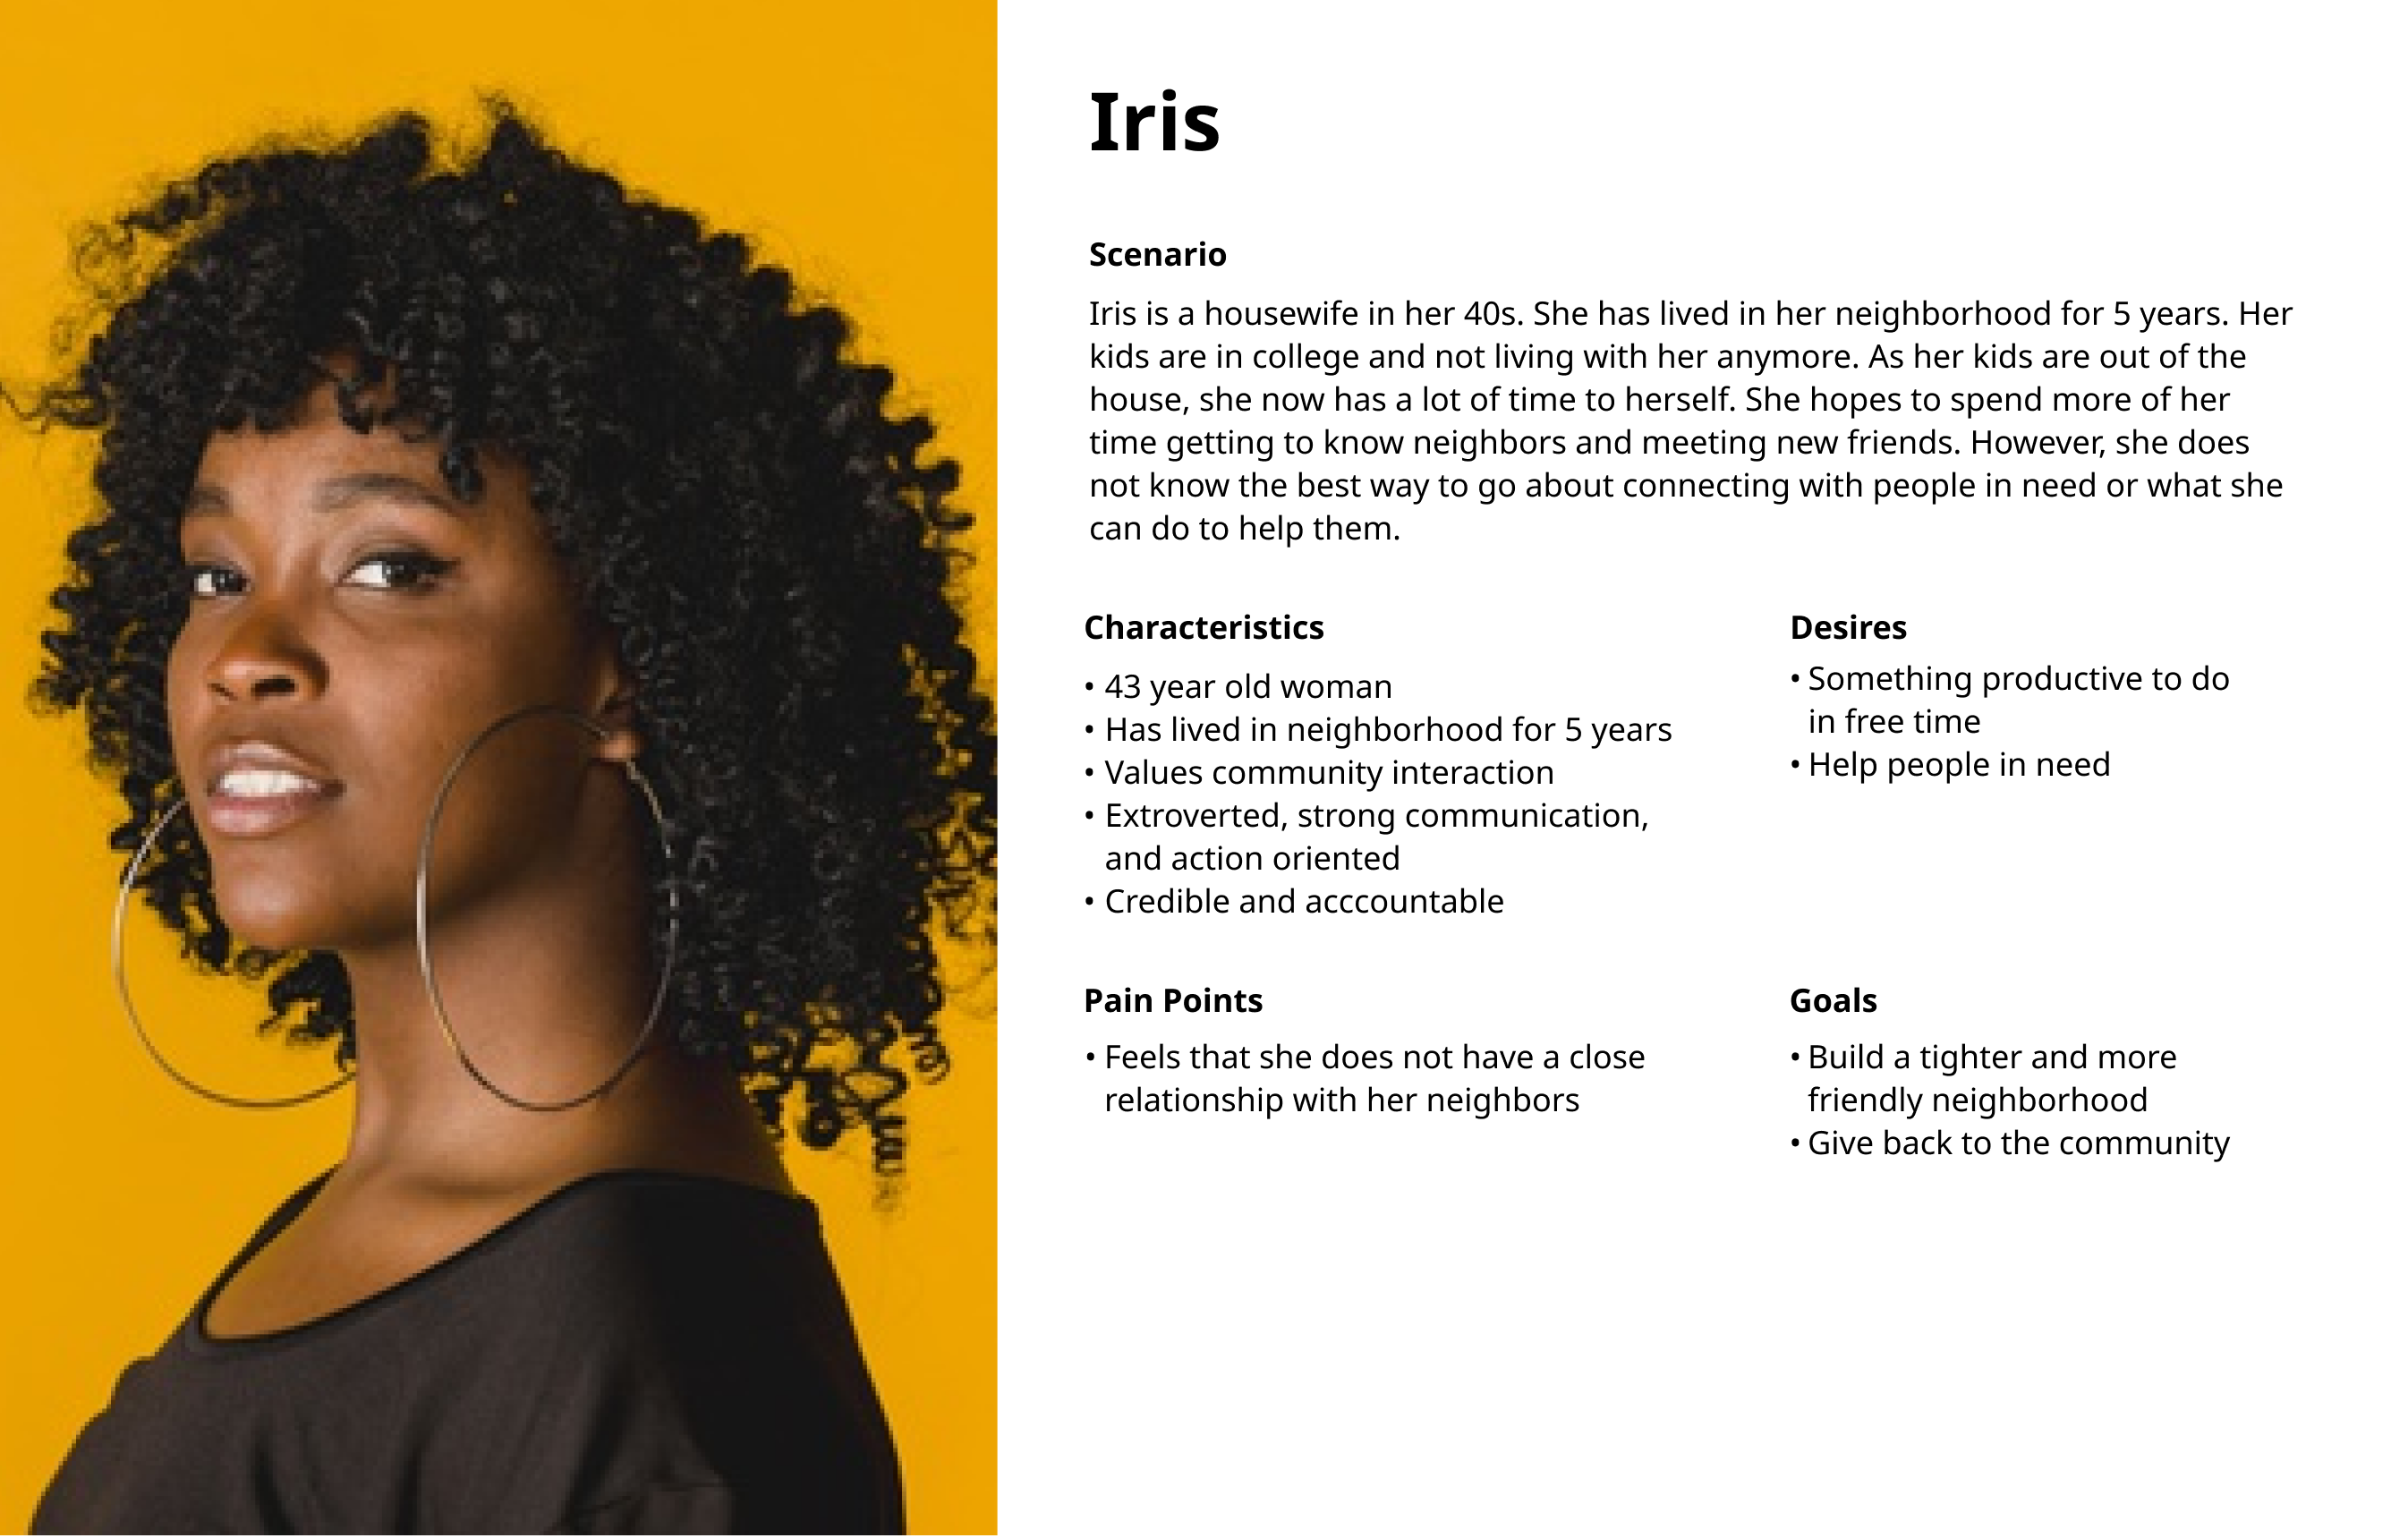 Iris
Scenario
Iris is a housewife in her 40s. She has lived in her neighborhood for 5 years. Her
kids are in college and not living with her anymore. As her kids are out of the
house, she now has a lot of time to herself. She hopes to spend more of her
time getting to know neighbors and meeting new friends. However, she does
not know the best way to go about connecting with people in need or what she
can do to help them.
Characteristics
• 43 year old woman
• Has lived in neighborhood for 5 years
• Values community interaction
• Extroverted, strong communication,
and action oriented
• Credible and acccountable
Desires
• Something productive to do
in free time
• Help people in need
Pain Points
• Feels that she does not have a close
relationship with her neighbors
Goals
• Build a tighter and more
friendly neighborhood
• Give back to the community